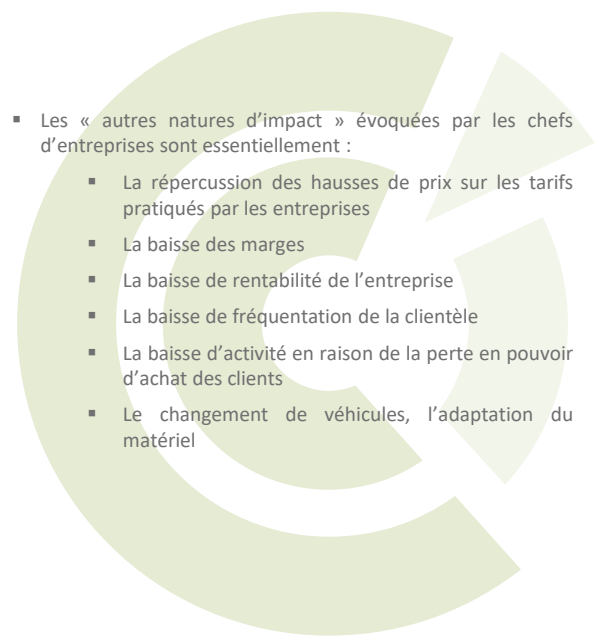 ▪ Les « autres natures d’impact » évoquées par les chefs
d’entreprises sont essentiellement :
▪ La répercussion des hausses de prix sur les tarifs
pratiqués par les entreprises
▪ La baisse des marges
▪ La baisse de rentabilité de l’entreprise
▪ La baisse de fréquentation de la clientèle
▪ La baisse d’activité en raison de la perte en pouvoir
d’achat des clients
▪ Le changement de véhicules, l’adaptation du
matériel